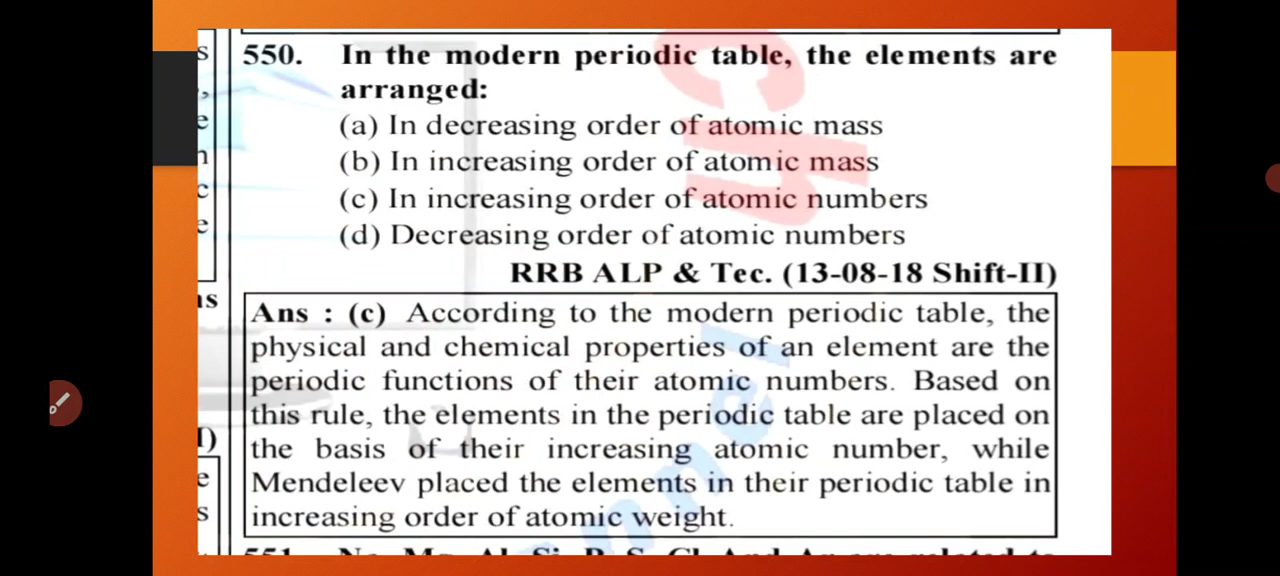 550. In the modern periodic table, the elements are
arranged:
(a) In decreasing order of atomic mass
(b) In increasing order of atomic mass
(c) In increasing order of atomic numbers
(d) Decreasing order of atomic numbers
RRB ALP & Tec. (13-08-18 Shift-II)
Ans : (c) According to the modern periodic table, the
physical and chemical properties of an element are the
periodic functions of their atomic numbers. Based on
this rule, the elements in the periodic table are placed on
the basis of their increasing atomic number, while
Mendeleev placed the elements in their periodic table in
increasing order of atomic weight.